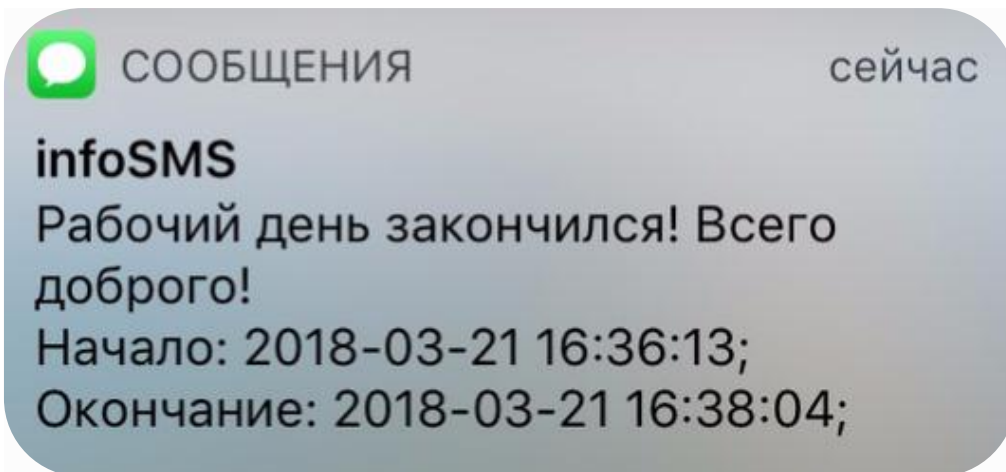 СООБЩЕНИЯ сейчас
infoSMS
Рабочий день закончился! Всего
доброго!
Начало: 2018-03-21 16:36:13;
Окончание: 2018-03-21 16:38:04;